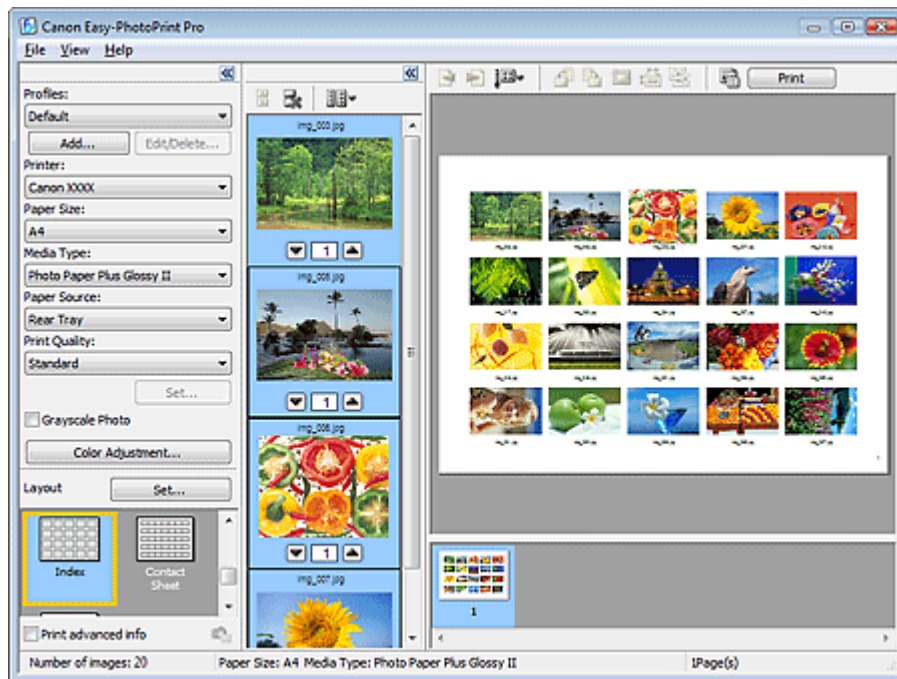 Canon Easy-PhotoPrint Pro
File View Help
Profiles:
Default
Add... Edit/Delete...
Printer:
Canon XXXX
Paper Size:
A4
Media Type:
Photo Paper Plus Glossy II
Paper Source:
Rear Tray
Print Quality:
Standard
Set...
Grayscale Photo
Color Adjustment...
Layout Set...
Index
Contact Sheet
Print advanced info
img_003.jpg
1
1
img_006.jpg
1
img_007.jpg
Print
1
Number of images: 20 Paper Size: A4 Media Type: Photo Paper Plus Glossy II 1Page(s)